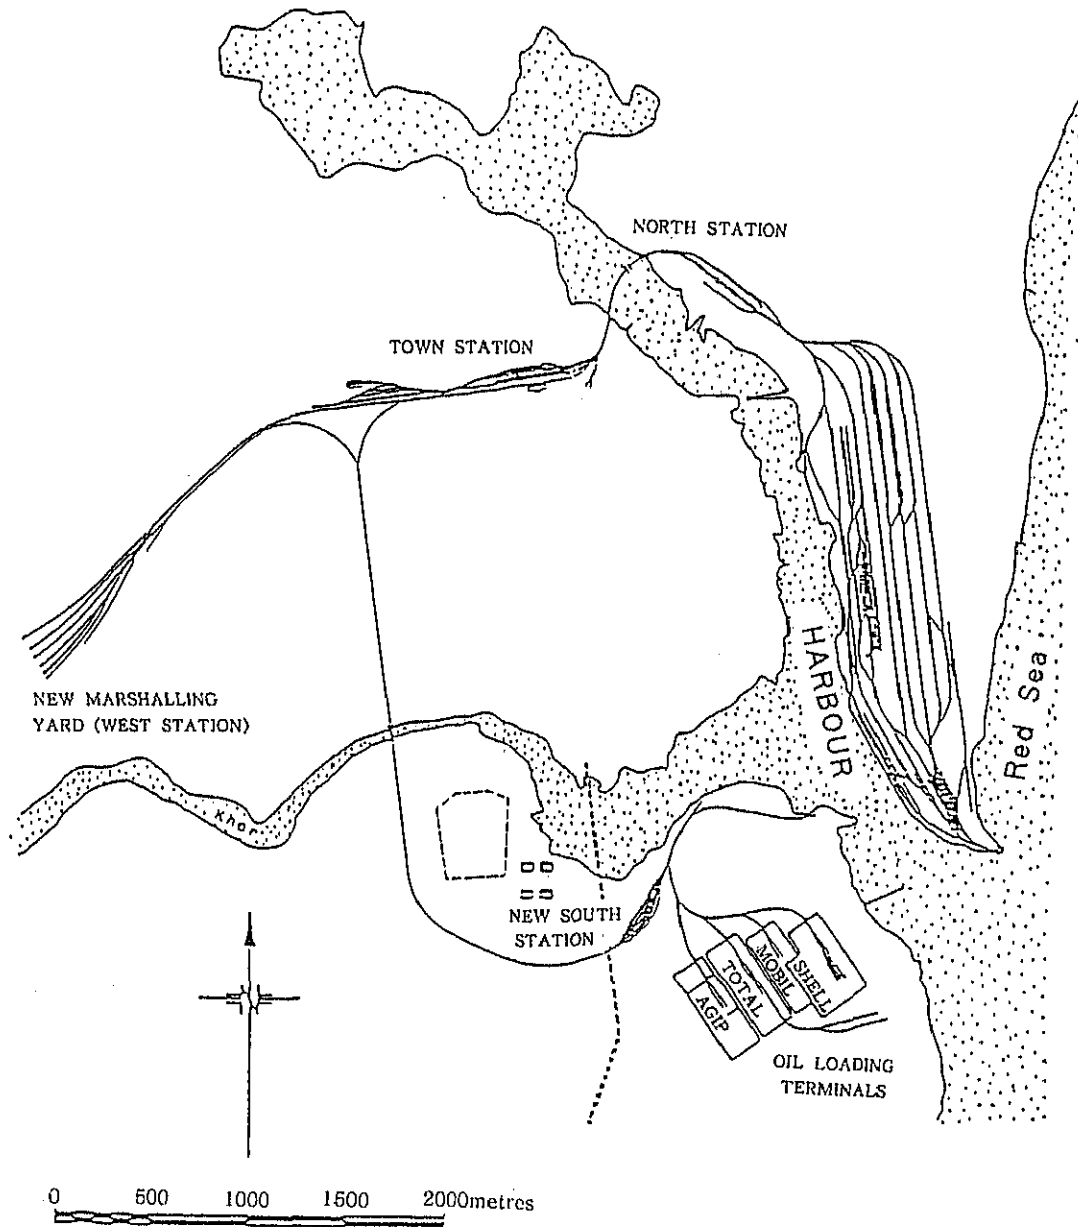 NORTH STATION
TOWN STATION
NEW MARSHALLING
YARD (WEST STATION)
HARBOUR
Red Sea
Khor
NEW SOUTH
STATION
SHELL
MOBIL
TOTAL
AGIP
OIL LOADING
TERMINALS
N
0 500 1000 1500 2000metres